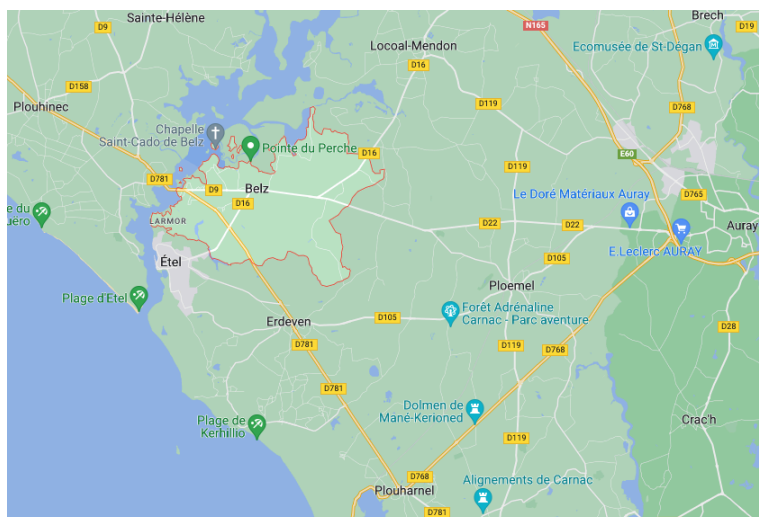 Sainte-Hélène
Brech
D9
N165
D19
Locoal-Mendon
Ecomusée de St-Dégan
D16
D158
D119
D768
Plouhinec
Chapelle
Saint-Cado de Belz
Pointe du Perche
D16
E60
D119
D781
D9
Belz
D16
Le Doré Matériaux Auray
D765
LARMOR
D22
D22
Auray
E.Leclerc AURAY
Étel
D105
Plage d'Etel
Ploemel
Forêt Adrénaline
Carnac - Parc aventure
Erdeven
D105
D28
D781
D119
D768
D781
Dolmen de
Mané-Kerioned
Plage de
Kerhillio
Crac'h
D119
D768
Alignements de Carnac
Plouharnel
D781